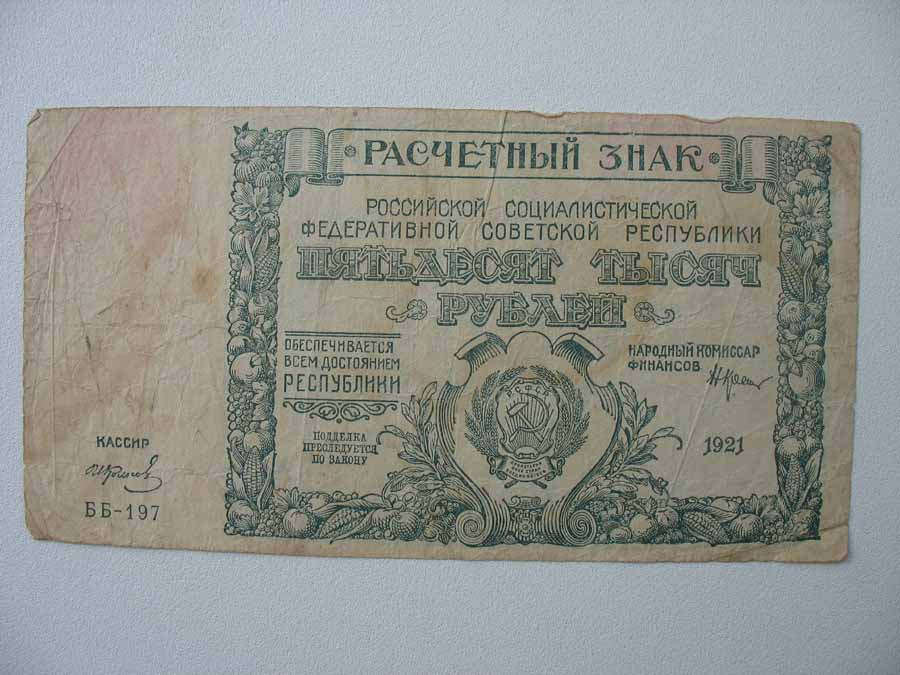 РАСЧЕТНЫЙ ЗНАК
РОССИЙСКОЙ СОЦИАЛИСТИЧЕСКОЙ
ФЕДЕРАТИВНОЙ СОВЕТСКОЙ РЕСПУБЛИКИ
ПЯТЬДЕСЯТ ТЫСЯЧ
РУБЛЕЙ
ОБЕСПЕЧИВАЕТСЯ
ВСЕМ ДОСТОЯНИЕМ
РЕСПУБЛИКИ
НАРОДНЫЙ КОМИССАР
ФИНАНСОВ
ПОДДЕЛКА
ПРЕСЛЕДУЕТСЯ
ПО ЗАКОНУ
РСФСР
1921
КАССИР
ББ-197